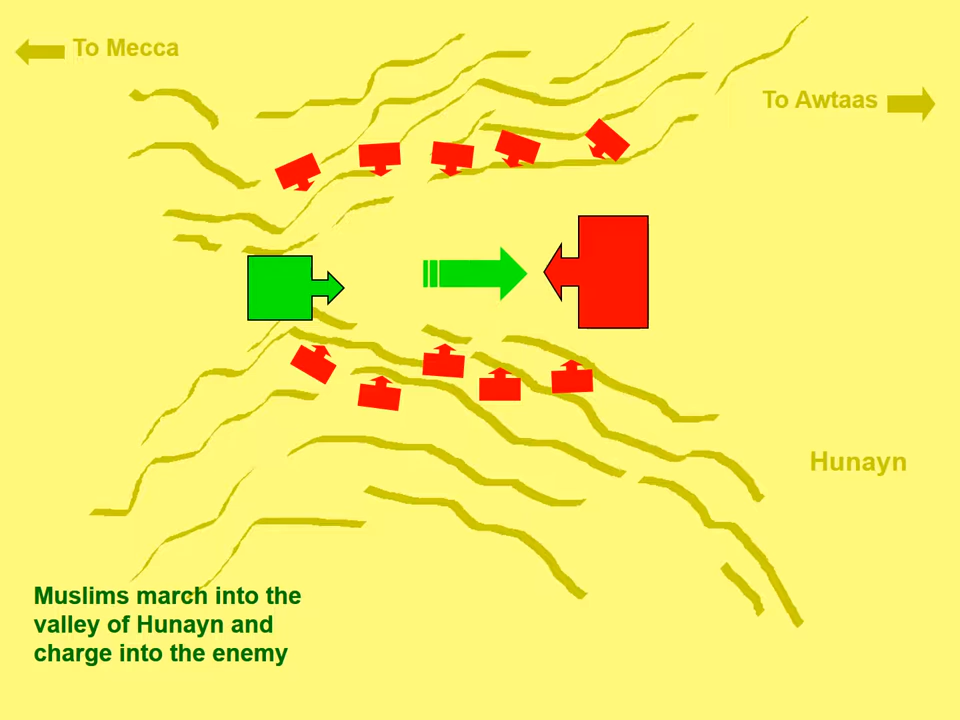 To Mecca
To Awtaas
Hunayn
Muslims march into the
valley of Hunayn and
charge into the enemy